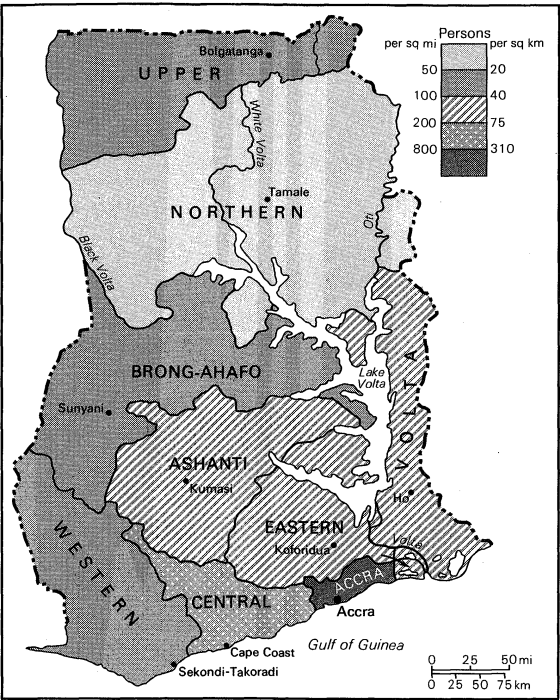 Persons
per sq mi per sq km
50 20
100 40
200 75
800 310
Bolgatanga
UPPER
White Volta
Tamale
NORTHERN
Oti
Black Volta
BRONG-AHAFO
Lake
Volta
Sunyani
VOLTA
ASHANTI
Kumasi
Ho
EASTERN
Koforidua
Volta
WESTERN
ACCRA
CENTRAL
Accra
Cape Coast
Gulf of Guinea
Sekondi-Takoradi
0 25 50 mi
0 25 50 75 km